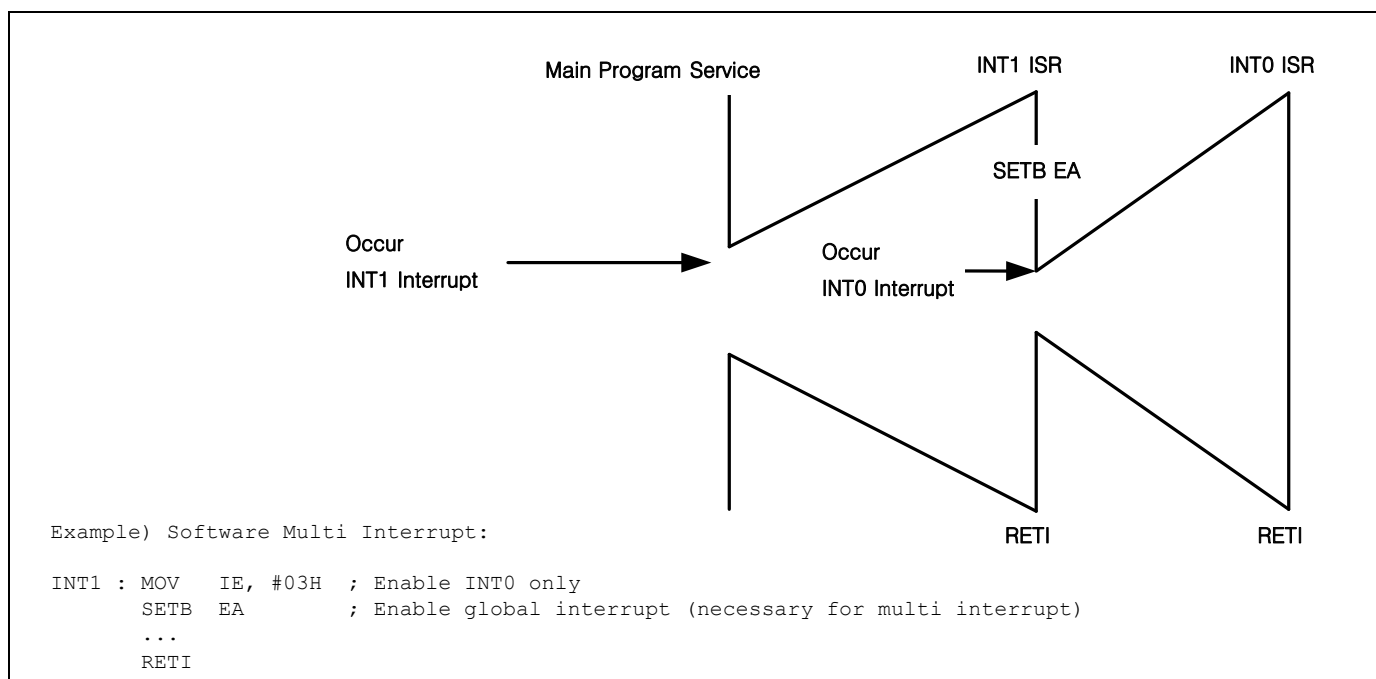 Main Program Service
INT1 ISR
INT0 ISR
SETB EA
Occur
INT1 Interrupt
Occur
INT0 Interrupt
RETI
RETI
Example) Software Multi Interrupt:
INT1 : MOV   IE, #03H  ; Enable INT0 only
       SETB  EA        ; Enable global interrupt (necessary for multi interrupt)
       ...
       RETI